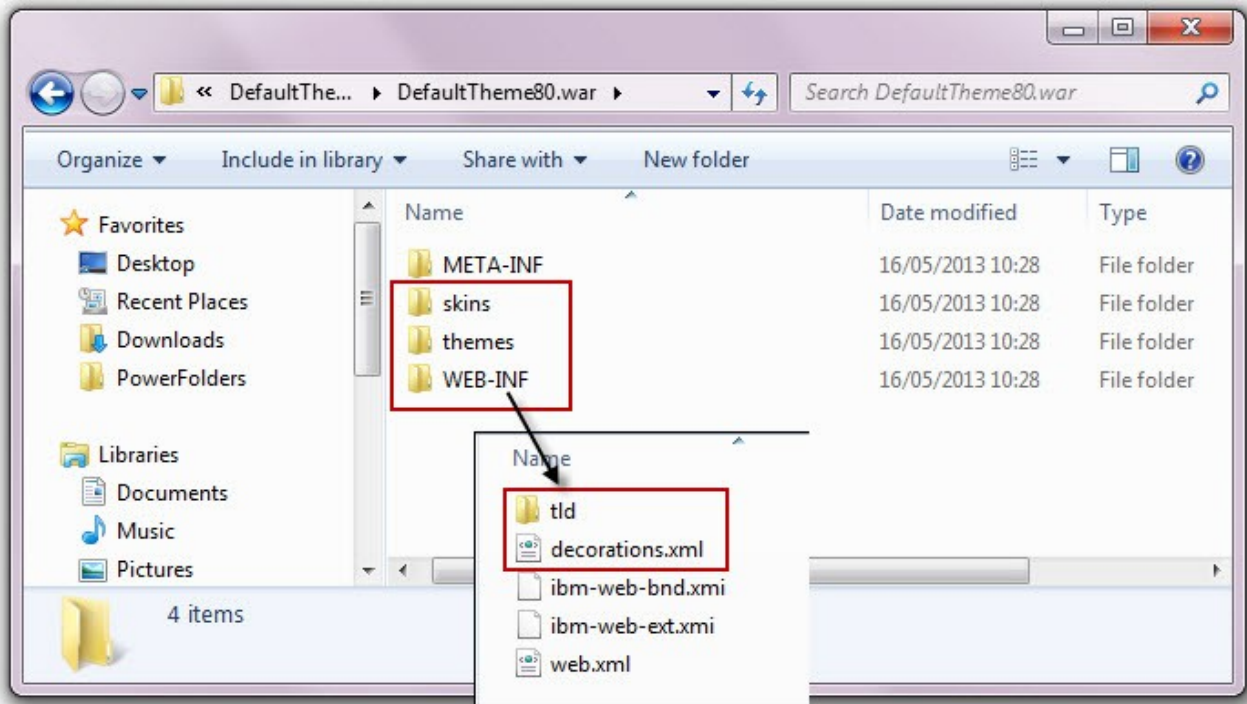 « DefaultThe... DefaultTheme80.war
Search DefaultTheme80.war
Organize Include in library Share with New folder
Favorites
Desktop
Recent Places
Downloads
PowerFolders
Libraries
Documents
Music
Pictures
Name Date modified Type
META-INF 16/05/2013 10:28 File folder
skins 16/05/2013 10:28 File folder
themes 16/05/2013 10:28 File folder
WEB-INF 16/05/2013 10:28 File folder
Name
tld
decorations.xml
ibm-web-bnd.xmi
ibm-web-ext.xmi
web.xml
4 items